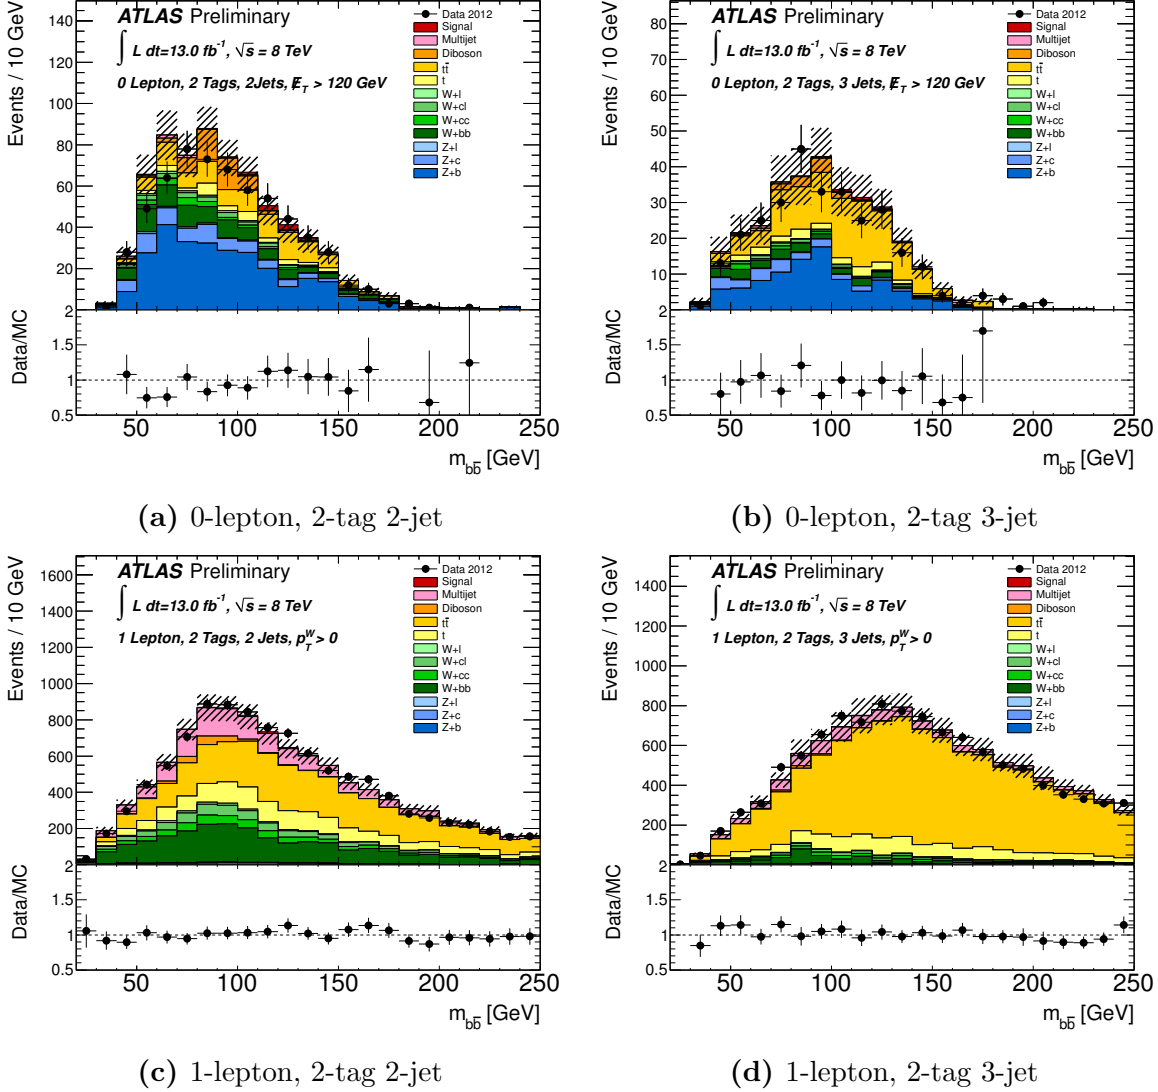 Events / 10 GeV
140
120
100
80
60
40
20
ATLAS Preliminary
∫ L dt=13.0 fb⁻¹, √s = 8 TeV
0 Lepton, 2 Tags, 2Jets, E̸_T > 120 GeV
Data 2012
Signal
Multijet
Diboson
tt̄
t
W+l
W+cl
W+cc
W+bb
Z+l
Z+c
Z+b
Data/MC
2
1.5
1
0.5
50 100 150 200 250
m_bb̄ [GeV]
(a) 0-lepton, 2-tag 2-jet
Events / 10 GeV
80
70
60
50
40
30
20
10
ATLAS Preliminary
∫ L dt=13.0 fb⁻¹, √s = 8 TeV
0 Lepton, 2 Tags, 3 Jets, E̸_T > 120 GeV
Data 2012
Signal
Multijet
Diboson
tt̄
t
W+l
W+cl
W+cc
W+bb
Z+l
Z+c
Z+b
Data/MC
2
1.5
1
0.5
50 100 150 200 250
m_bb̄ [GeV]
(b) 0-lepton, 2-tag 3-jet
Events / 10 GeV
1600
1400
1200
1000
800
600
400
200
ATLAS Preliminary
∫ L dt=13.0 fb⁻¹, √s = 8 TeV
1 Lepton, 2 Tags, 2 Jets, p_T^W > 0
Data 2012
Signal
Multijet
Diboson
tt̄
t
W+l
W+cl
W+cc
W+bb
Z+l
Z+c
Z+b
Data/MC
2
1.5
1
0.5
50 100 150 200 250
m_bb̄ [GeV]
(c) 1-lepton, 2-tag 2-jet
Events / 10 GeV
1400
1200
1000
800
600
400
200
ATLAS Preliminary
∫ L dt=13.0 fb⁻¹, √s = 8 TeV
1 Lepton, 2 Tags, 3 Jets, p_T^W > 0
Data 2012
Signal
Multijet
Diboson
tt̄
t
W+l
W+cl
W+cc
W+bb
Z+l
Z+c
Z+b
Data/MC
2
1.5
1
0.5
50 100 150 200 250
m_bb̄ [GeV]
(d) 1-lepton, 2-tag 3-jet